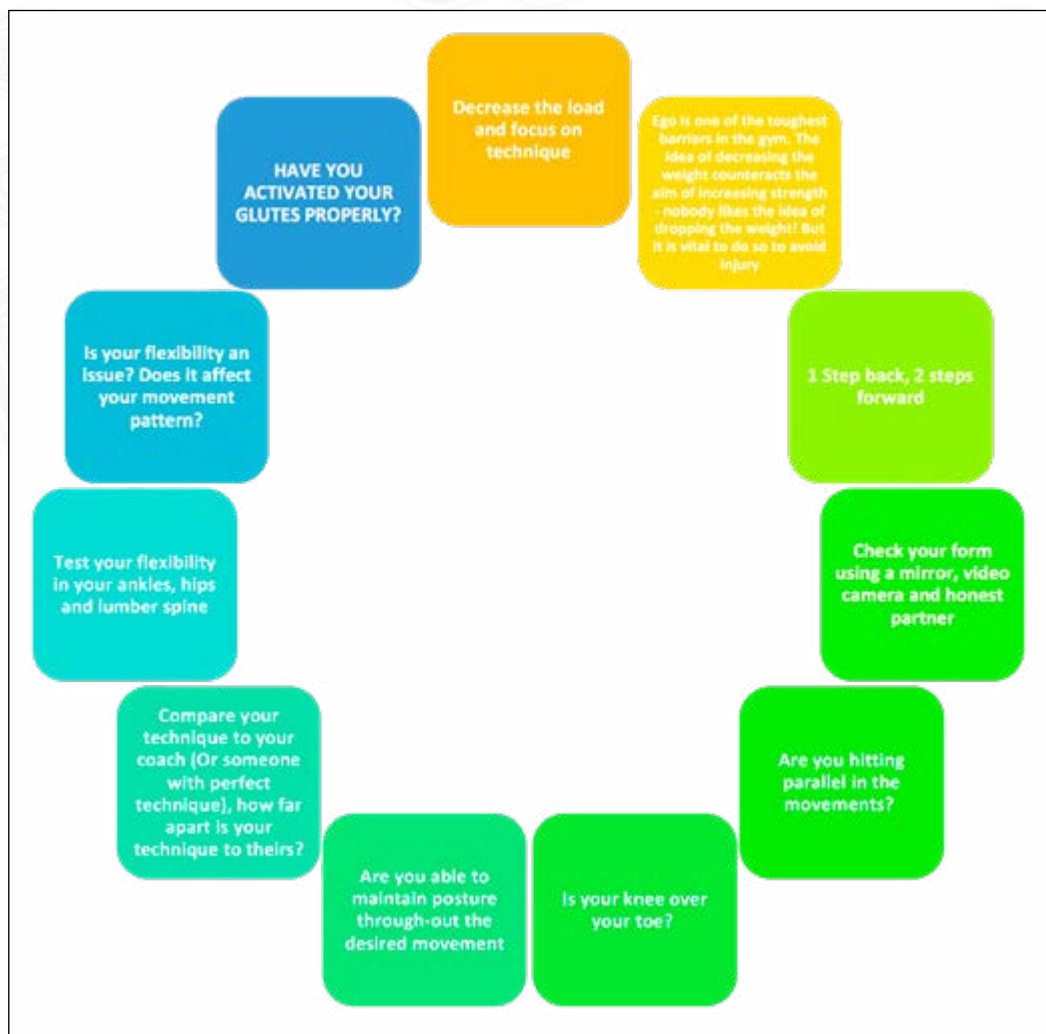 Decrease the load
and focus on
technique
Ego is one of the toughest
barriers in the gym. The
idea of decreasing the
weight counteracts the
aim of increasing strength
- nobody likes the idea of
dropping the weight! But
it is vital to do so to avoid
injury
1 Step back, 2 steps
forward
Check your form
using a mirror, video
camera and honest
partner
Are you hitting
parallel in the
movements?
Is your knee over
your toe?
Are you able to
maintain posture
through-out the
desired movement
Compare your
technique to your
coach (Or someone
with perfect
technique), how far
apart is your
technique to theirs?
Test your flexibility
in your ankles, hips
and lumber spine
Is your flexibility an
issue? Does it affect
your movement
pattern?
HAVE YOU
ACTIVATED YOUR
GLUTES PROPERLY?